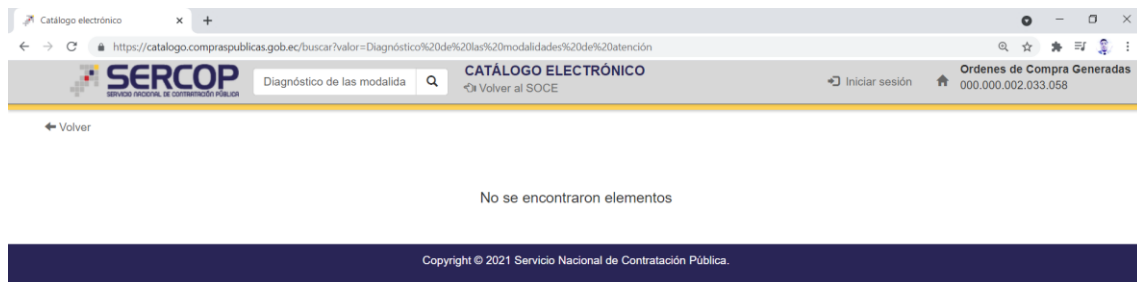 Catálogo electrónico
https://catalogo.compraspublicas.gob.ec/buscar?valor=Diagnóstico%20de%20las%20modalidades%20de%20atención
SERCOP
SERVICIO NACIONAL DE CONTRATACIÓN PÚBLICA
Diagnóstico de las modalida
CATÁLOGO ELECTRÓNICO
Volver al SOCE
Iniciar sesión
Ordenes de Compra Generadas
000.000.002.033.058
Volver
No se encontraron elementos
Copyright © 2021 Servicio Nacional de Contratación Pública.